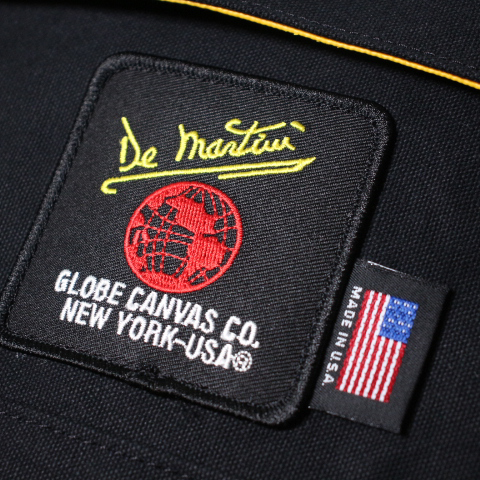 De Martini
GLOBE CANVAS CO.
NEW YORK-USA®
MADE IN U.S.A.